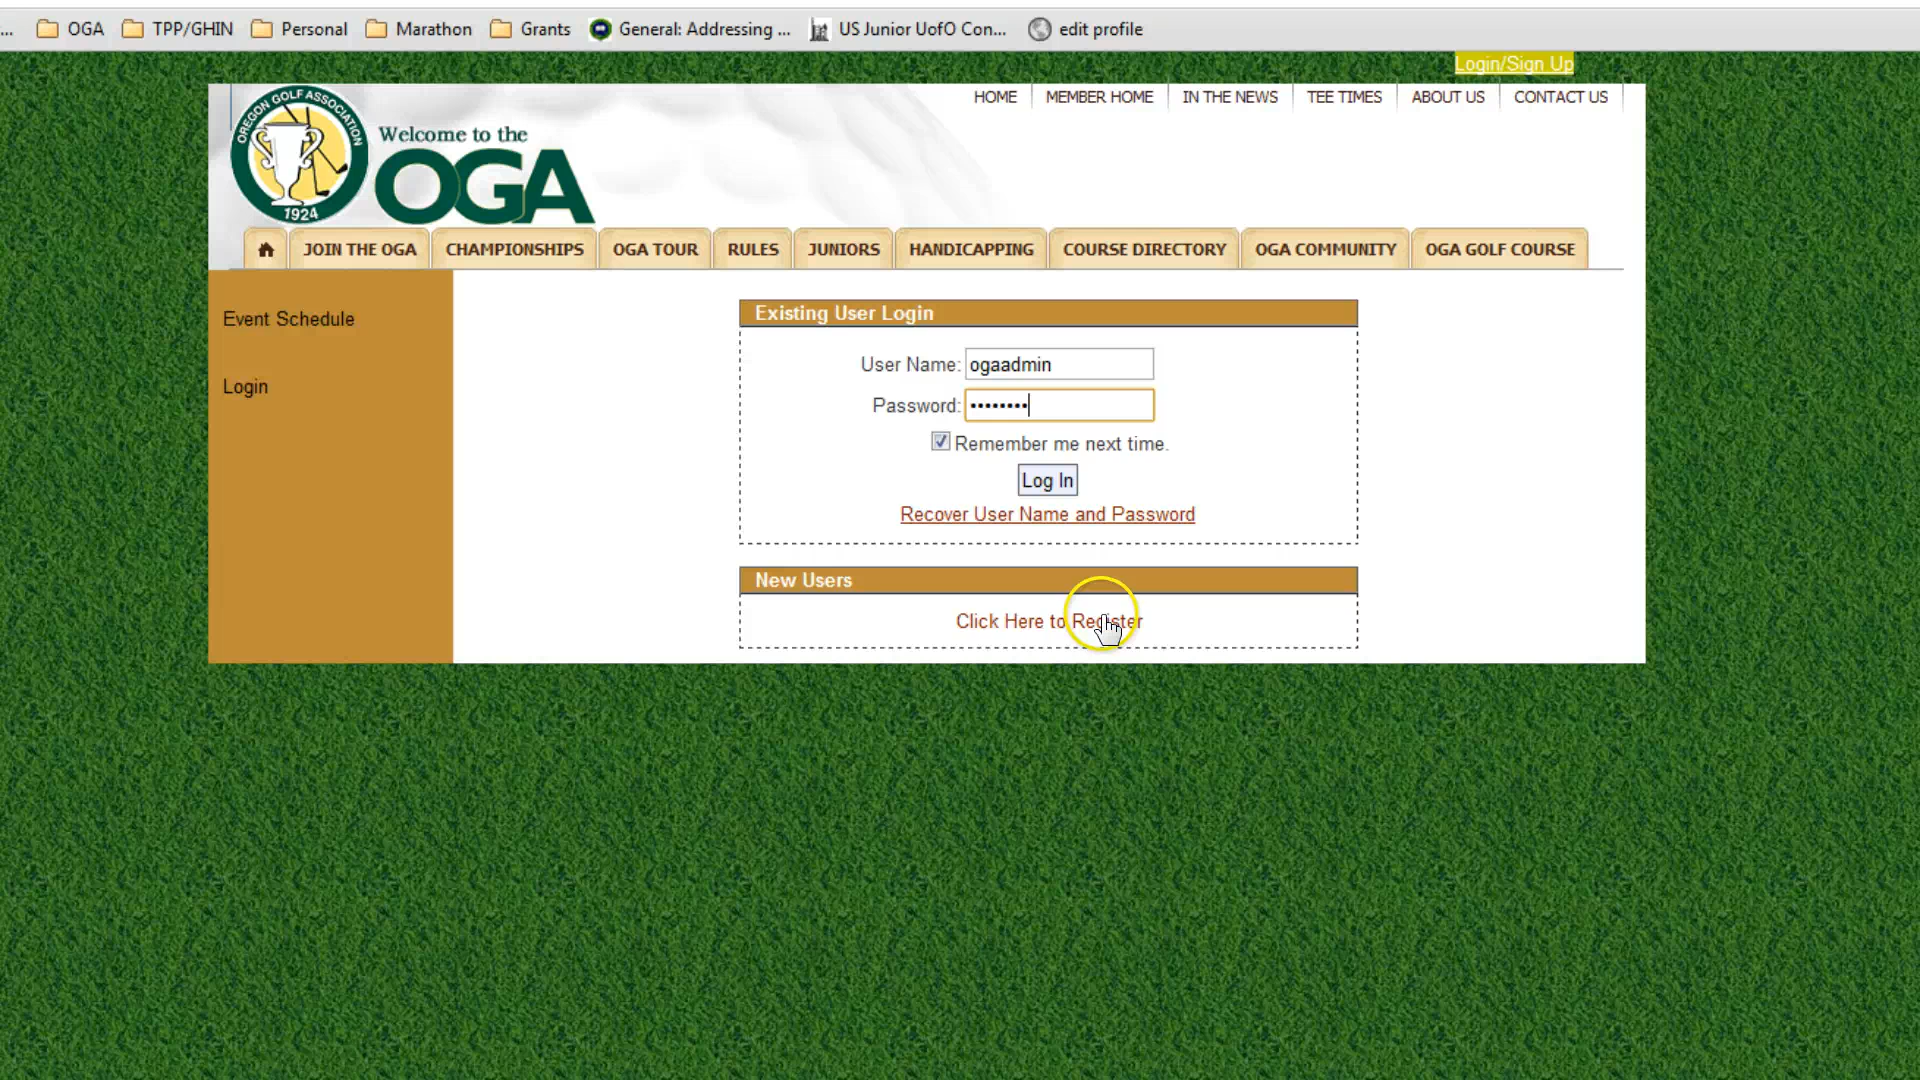 ... OGA TPP/GHIN Personal Marathon Grants General: Addressing ... US Junior UofO Con... edit profile
Login/Sign Up
HOME MEMBER HOME IN THE NEWS TEE TIMES ABOUT US CONTACT US
OREGON GOLF ASSOCIATION
1924
Welcome to the
OGA
JOIN THE OGA CHAMPIONSHIPS OGA TOUR RULES JUNIORS HANDICAPPING COURSE DIRECTORY OGA COMMUNITY OGA GOLF COURSE
Event Schedule
Login
Existing User Login
User Name: ogaadmin
Password: ••••••••
Remember me next time.
Log In
Recover User Name and Password
New Users
Click Here to Register